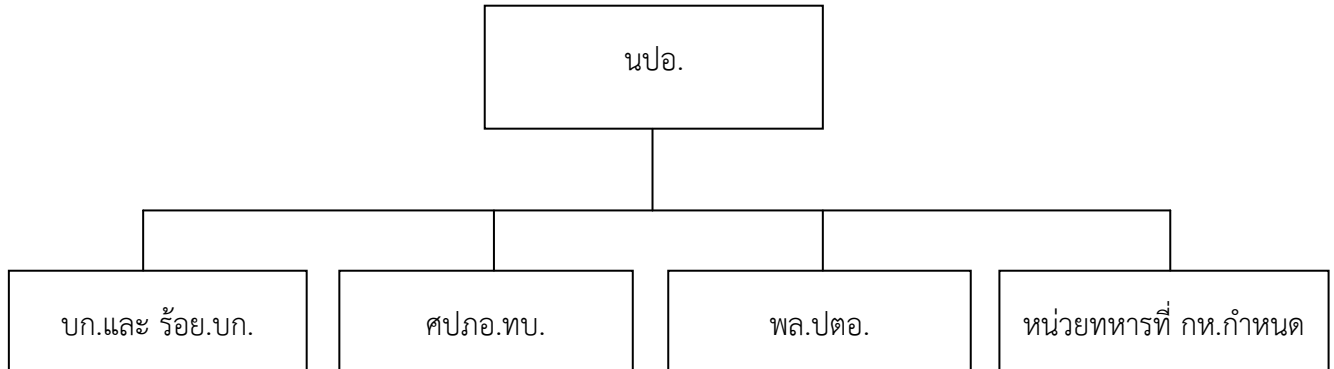 นปอ.
บก.และ ร้อย.บก.
ศปภอ.ทบ.
พล.ปตอ.
หน่วยทหารที่ กห.กำหนด